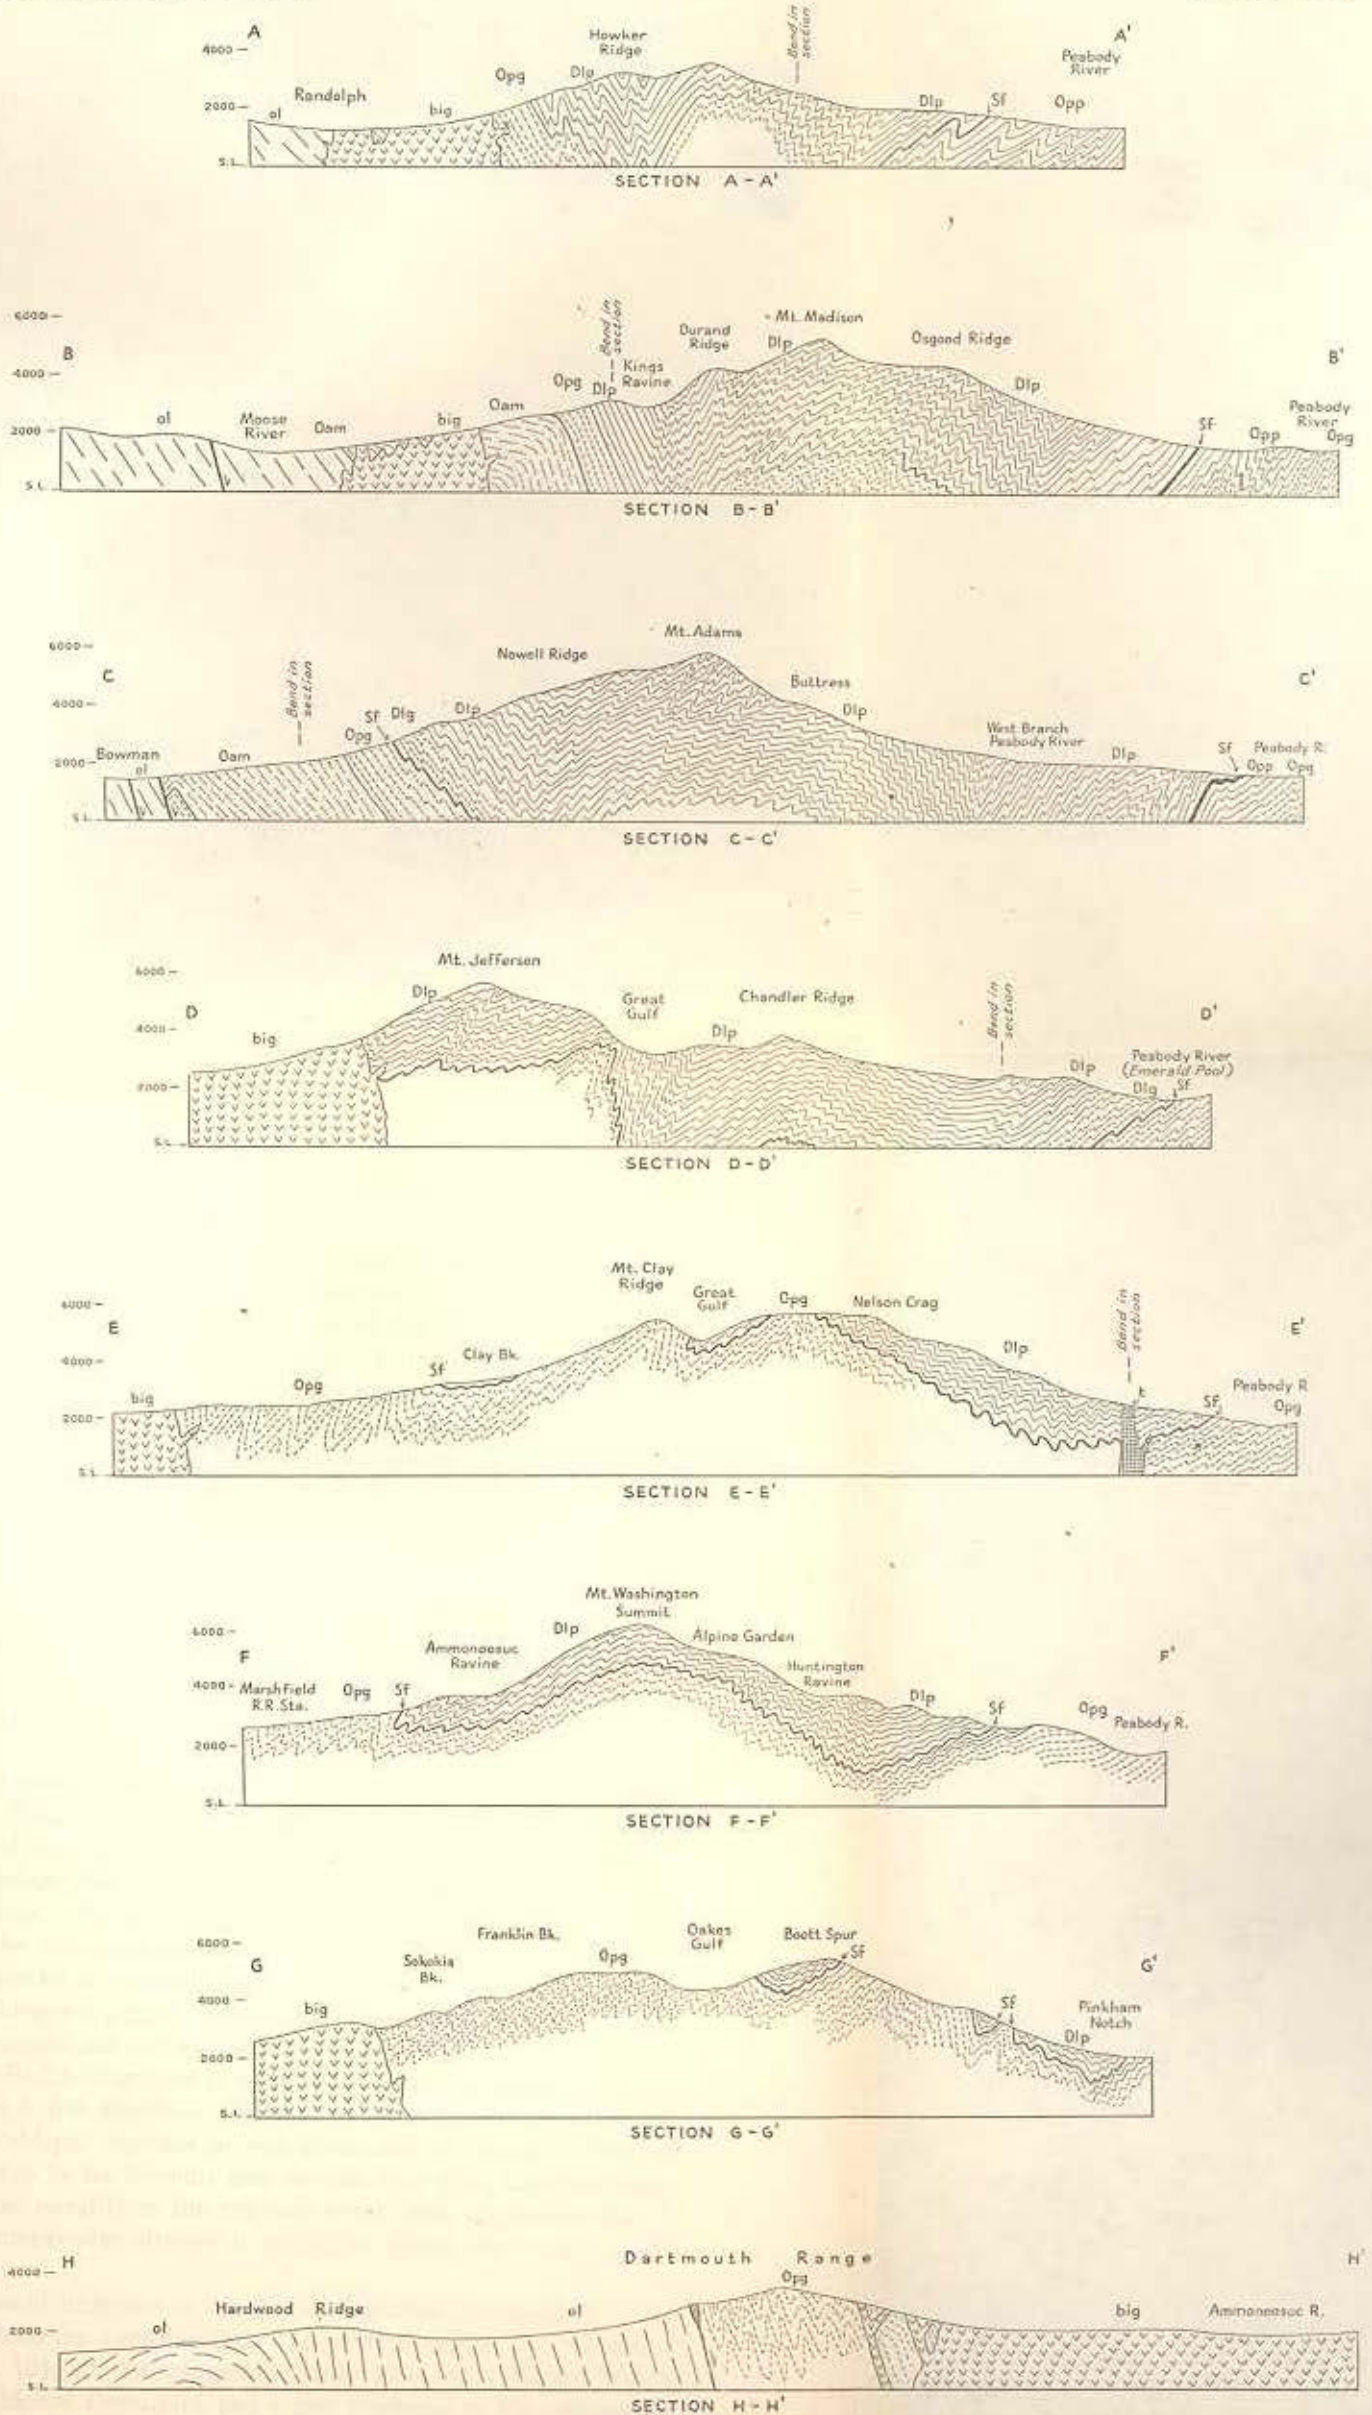 A
A'
4000
Howker
Ridge
Bend in
section
Peabody
River
Randolph
Opg
Dlp
Dlp
Sf
Opp
2000
ol
big
S.L.
SECTION A-A'
6000
B
B'
4000
Bend in
section
Kings
Ravine
Durand
Ridge
Mt. Madison
Dlp
Osgood Ridge
Dlp
Opg
Dlp
Oam
ol
Moose
River
Oam
big
Sf
Peabody
River
Opp
Opg
2000
S.L.
SECTION B-B'
6000
C
C'
Mt. Adams
Nowell Ridge
Bend in
section
Buttress
4000
Sf
Dlg
Dlp
Dlp
Opg
West Branch
Peabody River
Dlp
Sf
Peabody R.
Opp
Opg
Bowman
ol
Oam
2000
S.L.
SECTION C-C'
6000
D
D'
Mt. Jefferson
Dlp
Great
Gulf
Chandler Ridge
Bend in
section
4000
big
Dlp
Dlp
Peabody River
(Emerald Pool)
Dlg
Sf
2000
S.L.
SECTION D-D'
6000
E
E'
Mt. Clay
Ridge
Great
Gulf
Opg
Nelson Crag
Bend in
section
4000
Sf
Clay Bk.
Dlp
big
Opg
t
Sf
Peabody R
Opg
2000
S.L.
SECTION E-E'
Mt. Washington
Summit
6000
F
F'
Dlp
Ammonoosuc
Ravine
Alpine Garden
Huntington
Ravine
4000
Marshfield
R.R. Sta.
Opg
Sf
Dlp
Sf
Opg
Peabody R.
2000
S.L.
SECTION F-F'
6000
G
G'
Franklin Bk.
Oakes
Gulf
Boott Spur
Sf
Sokokis
Bk.
Opg
4000
big
Sf
Pinkham
Notch
Dlp
2000
S.L.
SECTION G-G'
4000
H
H'
Dartmouth Range
Opg
Hardwood Ridge
ol
ol
big
Ammonoosuc R.
2000
S.L.
SECTION H-H'